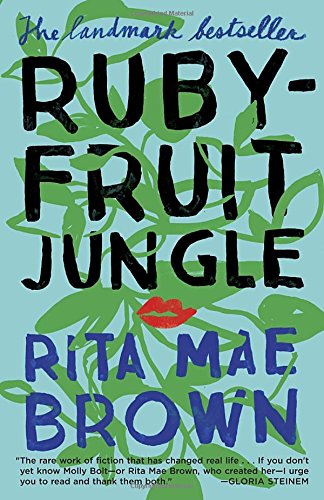 The landmark bestseller
RUBY-
FRUIT
JUNGLE
RITA MAE
BROWN
"The rare work of fiction that has changed real life . . . If you don't
yet know Molly Bolt—or Rita Mae Brown, who created her—I urge
you to read and thank them both." —GLORIA STEINEM